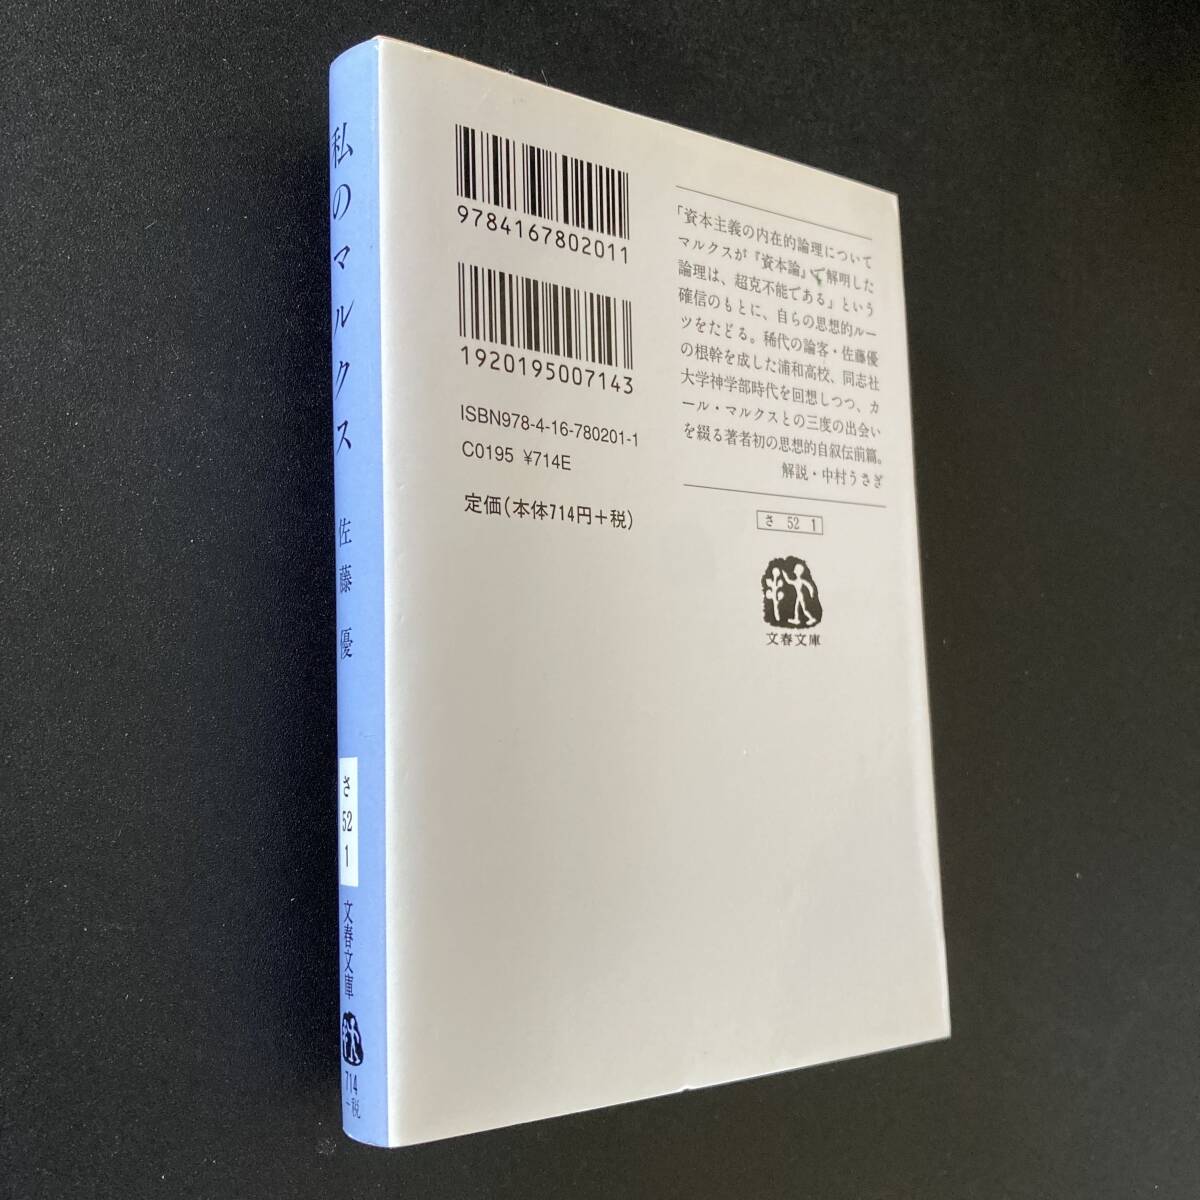 私のマルクス 佐藤優
さ
52
1
文春文庫
714
+税
9784167802011
1920195007143
ISBN978-4-16-780201-1
C0195 ¥714E
定価(本体714円+税)
「資本主義の内在的論理について
マルクスが『資本論』で解明した
論理は、超克不能である」という
確信のもとに、自らの思想的ルー
ツをたどる。稀代の論客・佐藤優
の根幹を成した浦和高校、同志社
大学神学部時代を回想しつつ、カ
ール・マルクスとの三度の出会い
を綴る著者初の思想的自叙伝前篇。
解説・中村うさぎ
さ 52 1
文春文庫